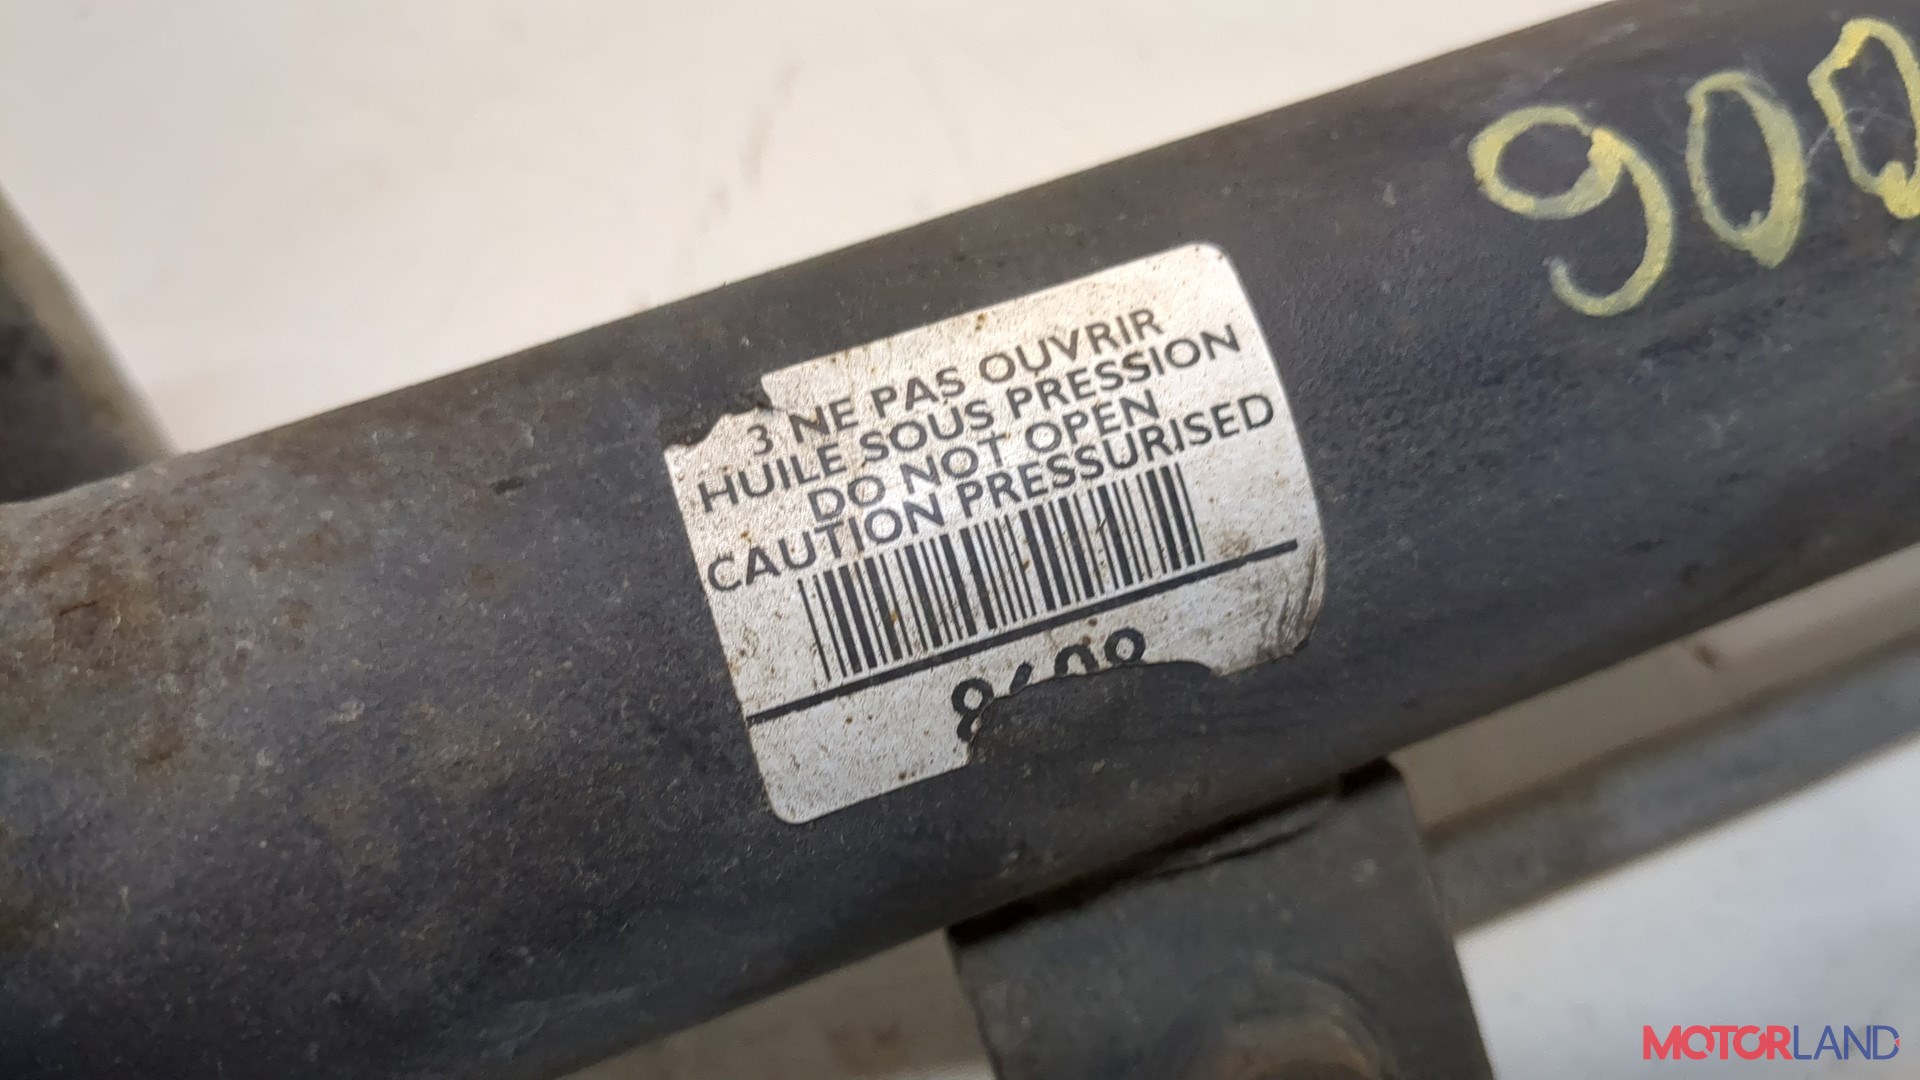 900
3 NE PAS OUVRIR
HUILE SOUS PRESSION
DO NOT OPEN
CAUTION PRESSURISED
MOTORLAND